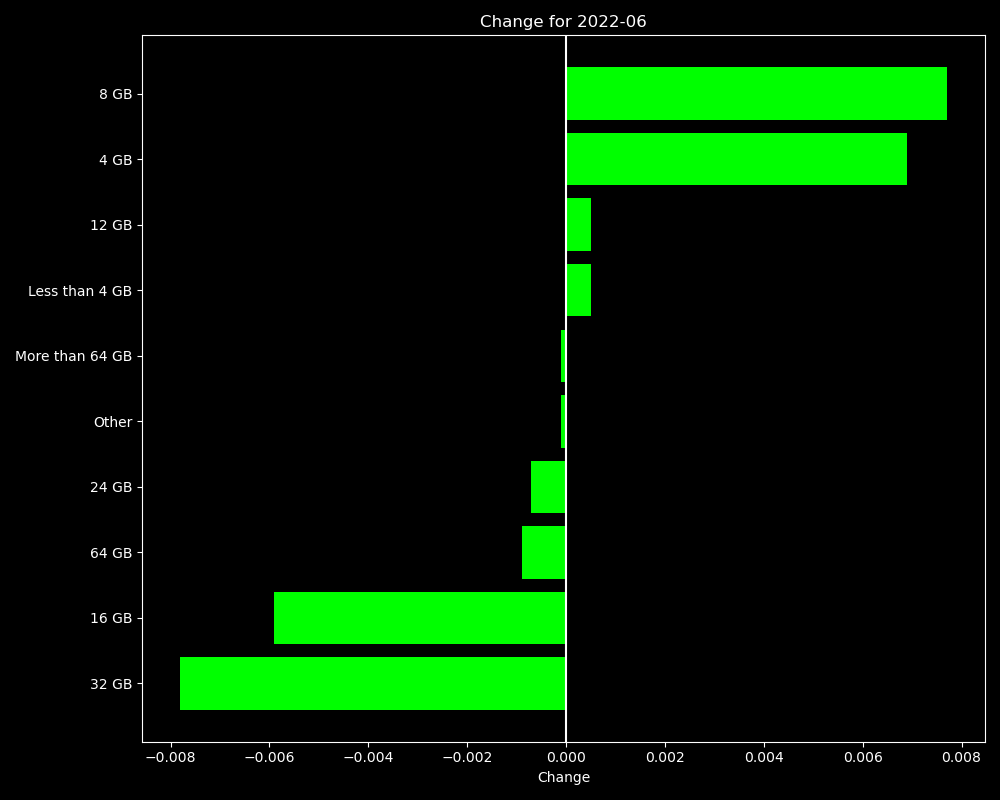 Change for 2022-06
8 GB
4 GB
12 GB
Less than 4 GB
More than 64 GB
Other
24 GB
64 GB
16 GB
32 GB
−0.008 −0.006 −0.004 −0.002 0.000 0.002 0.004 0.006 0.008
Change